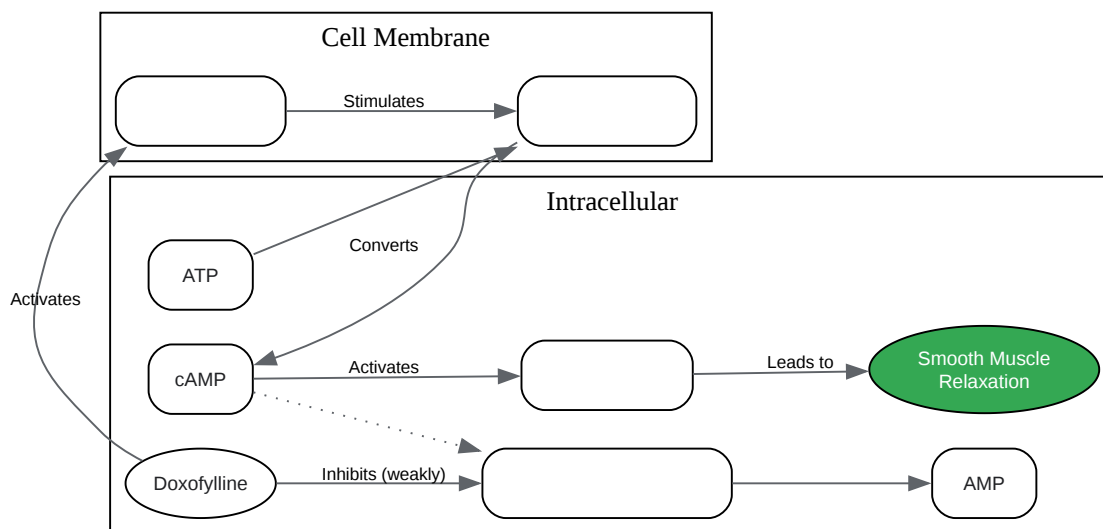 Cell Membrane
Stimulates
Intracellular
Converts
ATP
Activates
cAMP
Activates
Leads to
Smooth Muscle
Relaxation
Doxofylline
Inhibits (weakly)
AMP